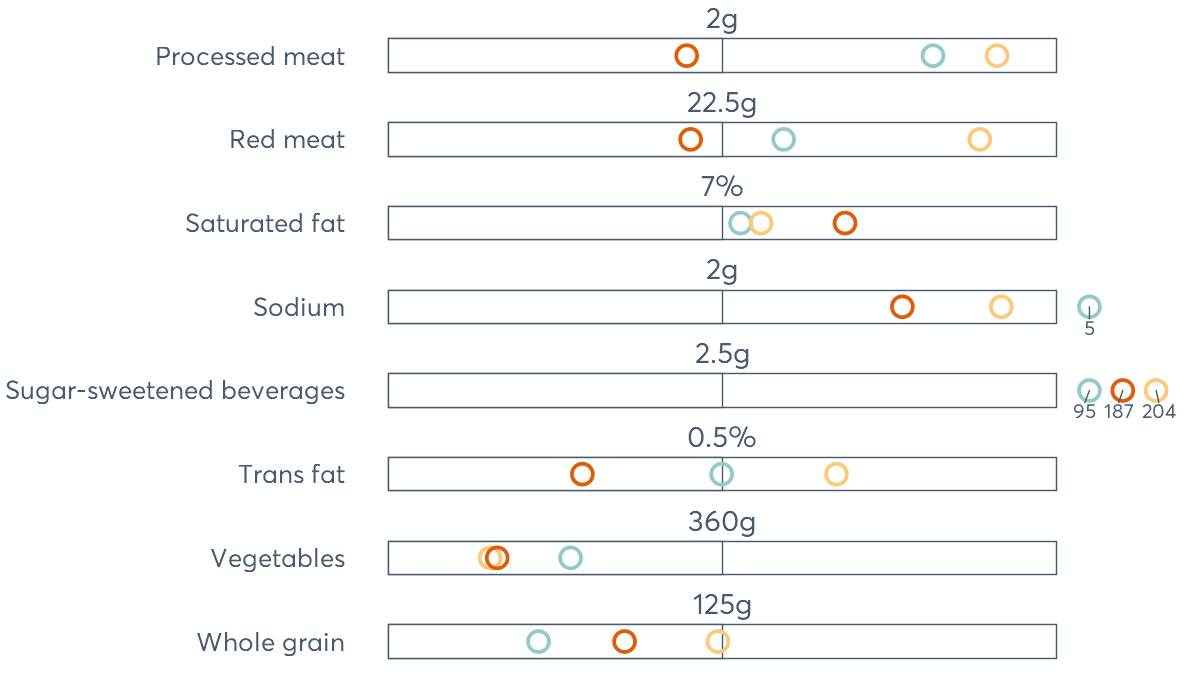 2g
Processed meat
22.5g
Red meat
7%
Saturated fat
2g
Sodium
5
2.5g
Sugar-sweetened beverages
95 187 204
0.5%
Trans fat
360g
Vegetables
125g
Whole grain